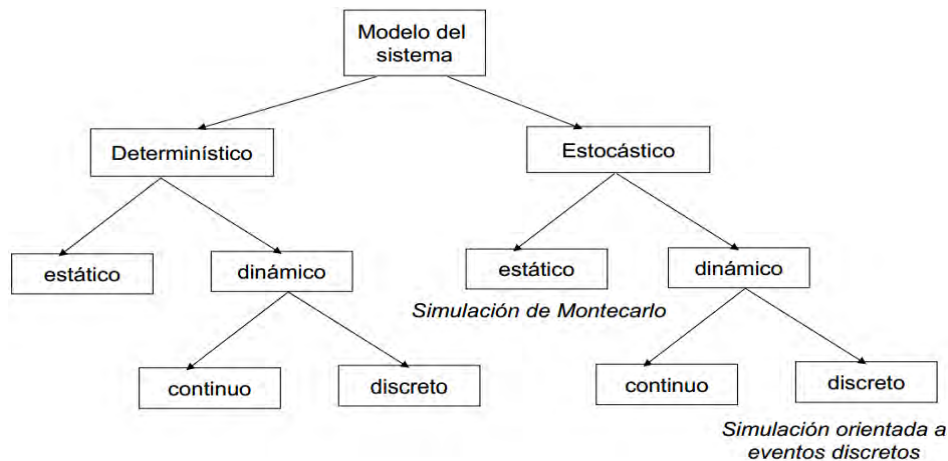 Modelo del
sistema
Determinístico
Estocástico
estático
dinámico
estático
dinámico
Simulación de Montecarlo
continuo
discreto
continuo
discreto
Simulación orientada a
eventos discretos